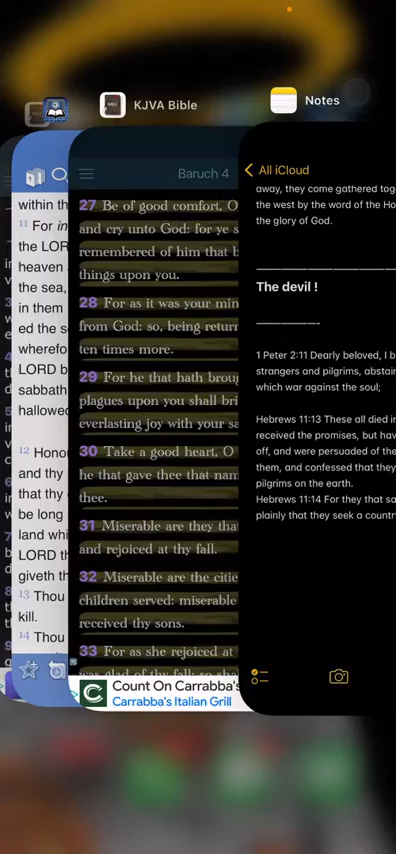 KJVA Bible
Notes
within th
11 For in
the LOR
heaven
the sea,
in them
ed the s
wherefo
LORD b
sabbath
hallowed
12 Honou
and thy
that thy
be long
land whi
LORD th
giveth th
13 Thou
kill.
14 Thou
Baruch 4
27 Be of good comfort, O
and cry unto God: for ye s
remembered of him that b
things upon you.
28 For as it was your min
from God: so, being return
ten times more.
29 For he that hath broug
plagues upon you shall bri
everlasting joy with your sa
30 Take a good heart, O
he that gave thee that nam
thee.
31 Miserable are they tha
and rejoiced at thy fall.
32 Miserable are the citie
children served: miserable
received thy sons.
33 For as she rejoiced at
was glad of thy fall: so sha
Count On Carrabba's
Carrabba's Italian Grill
All iCloud
away, they come gathered tog
the west by the word of the Ho
the glory of God.
The devil !
1 Peter 2:11 Dearly beloved, I b
strangers and pilgrims, abstai
which war against the soul;
Hebrews 11:13 These all died i
received the promises, but hav
off, and were persuaded of the
them, and confessed that they
pilgrims on the earth.
Hebrews 11:14 For they that sa
plainly that they seek a countr